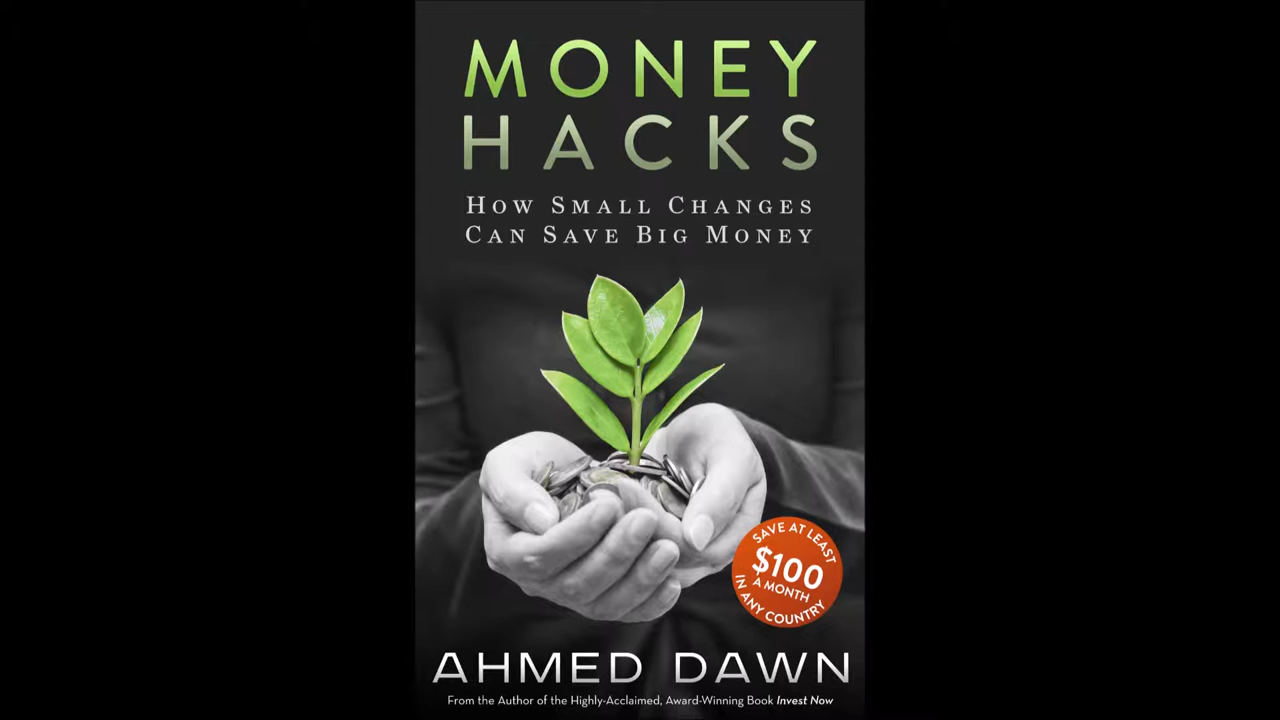 MONEY
HACKS
HOW SMALL CHANGES
CAN SAVE BIG MONEY
SAVE AT LEAST
$100
A MONTH
IN ANY COUNTRY
AHMED DAWN
From the Author of the Highly-Acclaimed, Award-Winning Book Invest Now